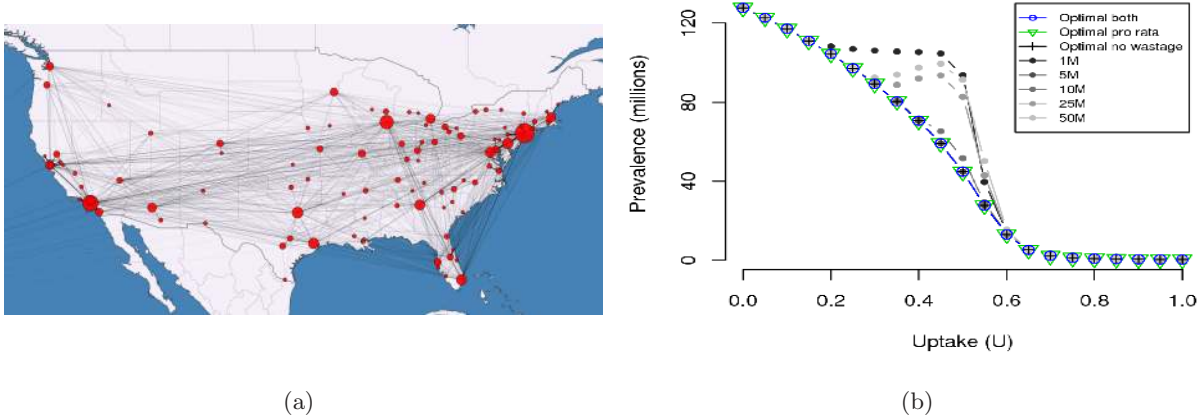 Prevalence (millions)
120
80
40
0
0.0 0.2 0.4 0.6 0.8 1.0
Uptake (U)
Optimal both
Optimal pro rata
Optimal no wastage
1M
5M
10M
25M
50M
(a)
(b)